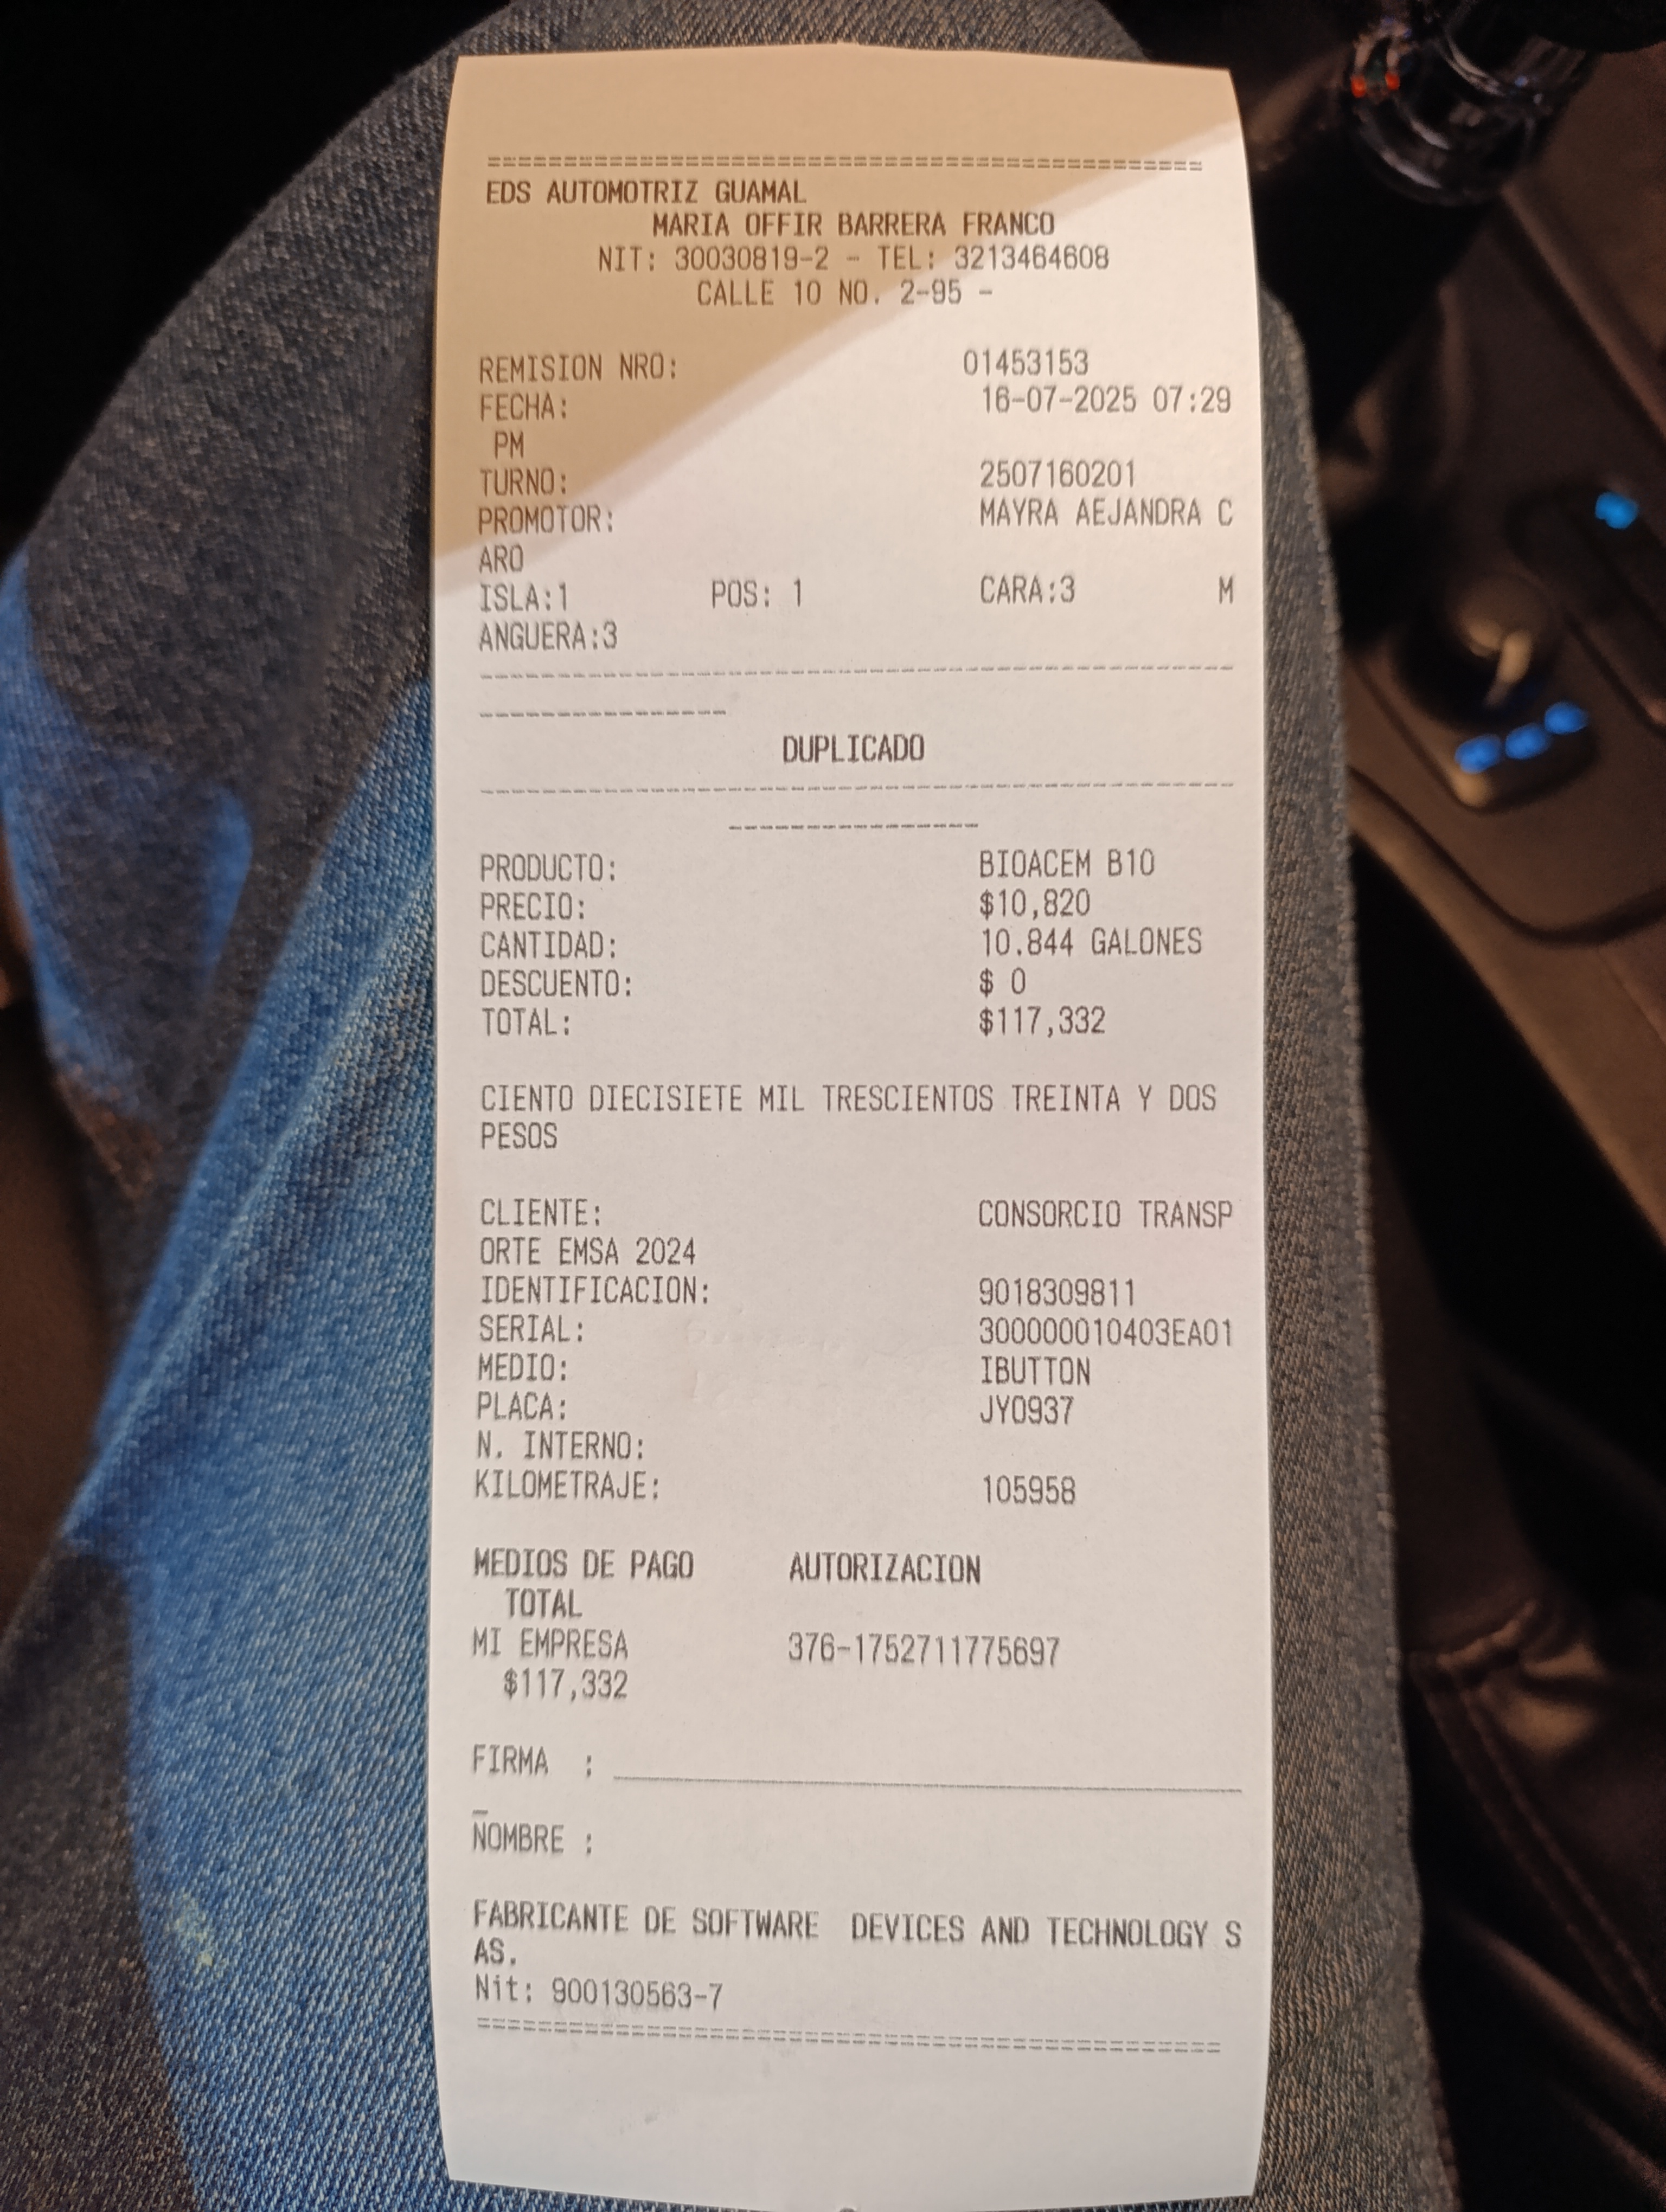 ================================================
EDS AUTOMOTRIZ GUAMAL
MARIA OFFIR BARRERA FRANCO
NIT: 30030819-2 - TEL: 3213464608
CALLE 10 NO. 2-95 -
REMISION NRO: 01453153
FECHA: 16-07-2025 07:29
PM
TURNO: 2507160201
PROMOTOR: MAYRA AEJANDRA C
ARO
ISLA:1 POS: 1 CARA:3 M
ANGUERA:3
------------------------------------------------
----------------
DUPLICADO
------------------------------------------------
----------------
PRODUCTO: BIOACEM B10
PRECIO: $10,820
CANTIDAD: 10.844 GALONES
DESCUENTO: $ 0
TOTAL: $117,332
CIENTO DIECISIETE MIL TRESCIENTOS TREINTA Y DOS
PESOS
CLIENTE: CONSORCIO TRANSP
ORTE EMSA 2024
IDENTIFICACION: 9018309811
SERIAL: 300000010403EA01
MEDIO: IBUTTON
PLACA: JYO937
N. INTERNO:
KILOMETRAJE: 105958
MEDIOS DE PAGO AUTORIZACION
TOTAL
MI EMPRESA 376-1752711775697
$117,332
FIRMA : ________________________________________
_
NOMBRE :
FABRICANTE DE SOFTWARE DEVICES AND TECHNOLOGY S
AS.
Nit: 900130563-7
================================================